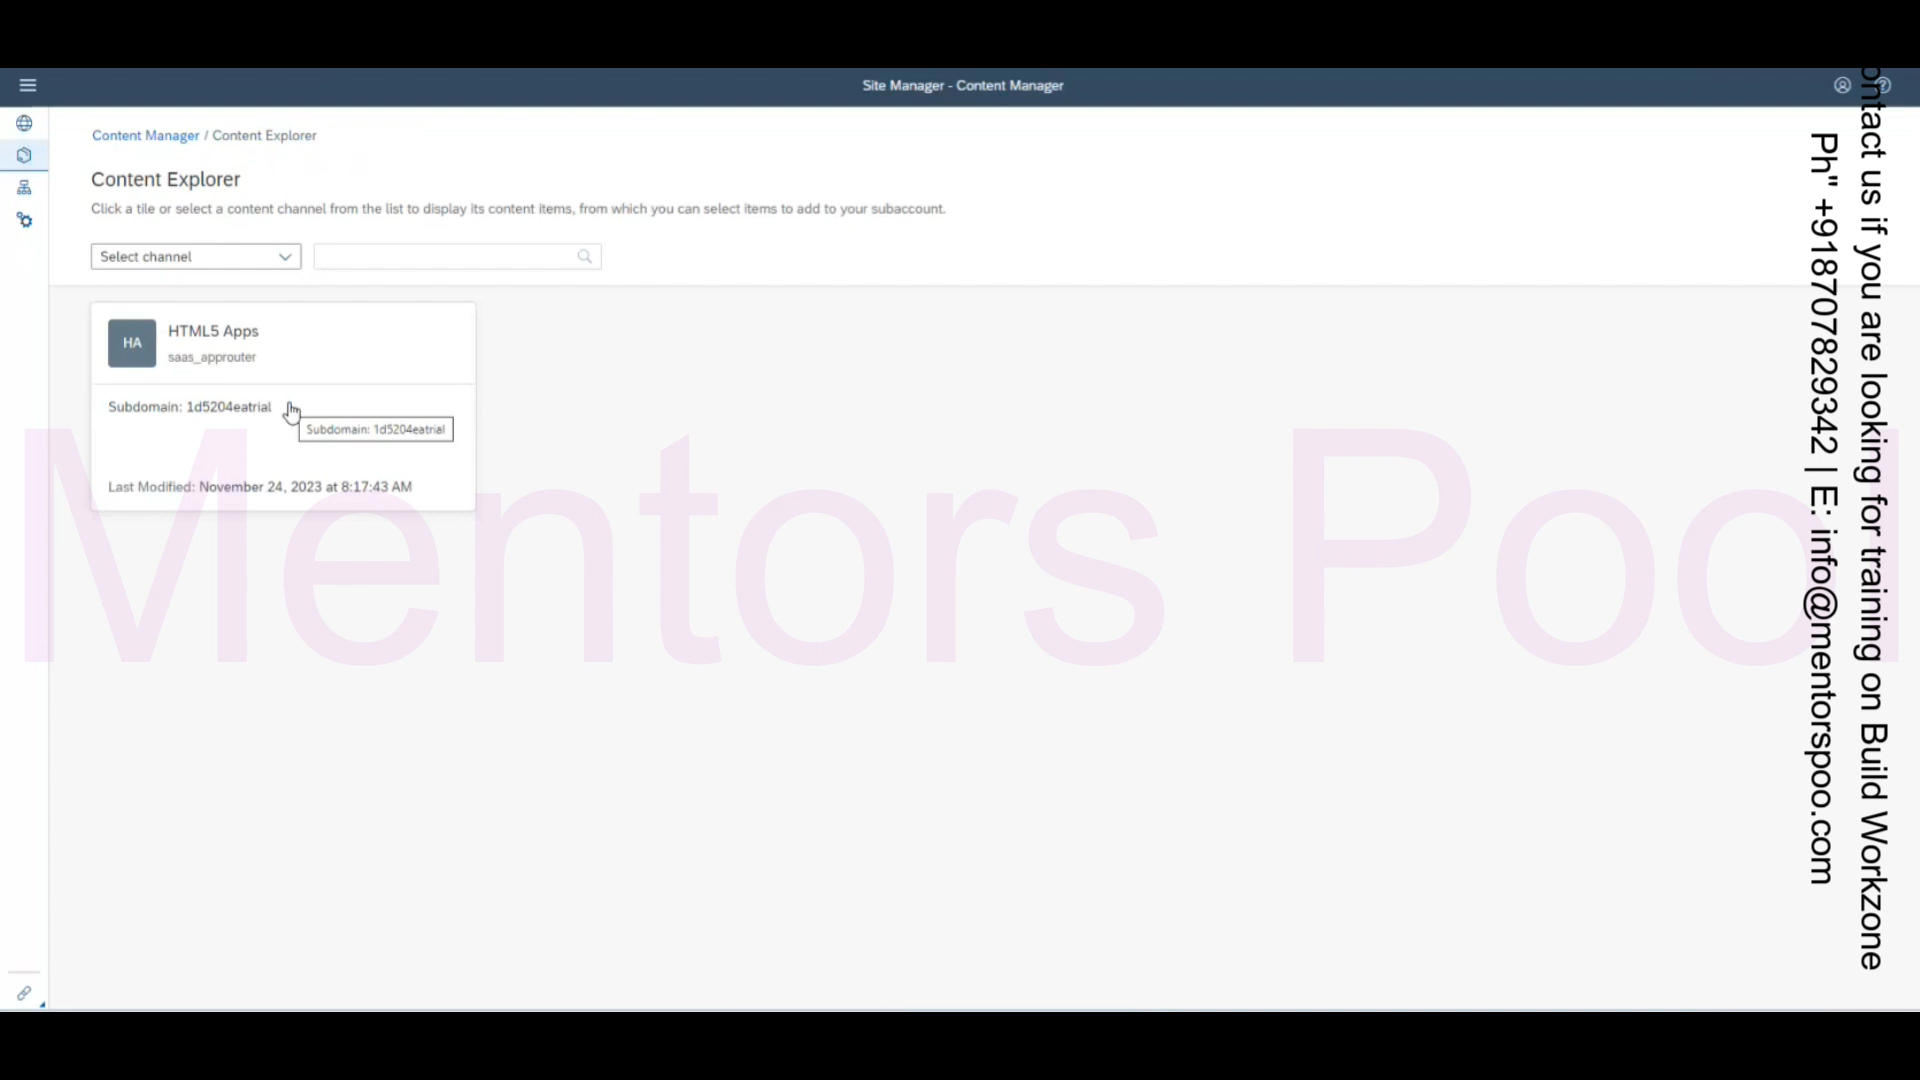 Site Manager - Content Manager
Content Manager / Content Explorer
Content Explorer
Click a tile or select a content channel from the list to display its content items, from which you can select items to add to your subaccount.
Select channel
HA
HTML5 Apps
saas_approuter
Subdomain: 1d5204eatrial
Subdomain: 1d5204eatrial
Last Modified: November 24, 2023 at 8:17:43 AM
Mentors Pool
ontact us if you are looking for training on Build Workzone
Ph" +918707829342 | E: info@mentorspoo.com